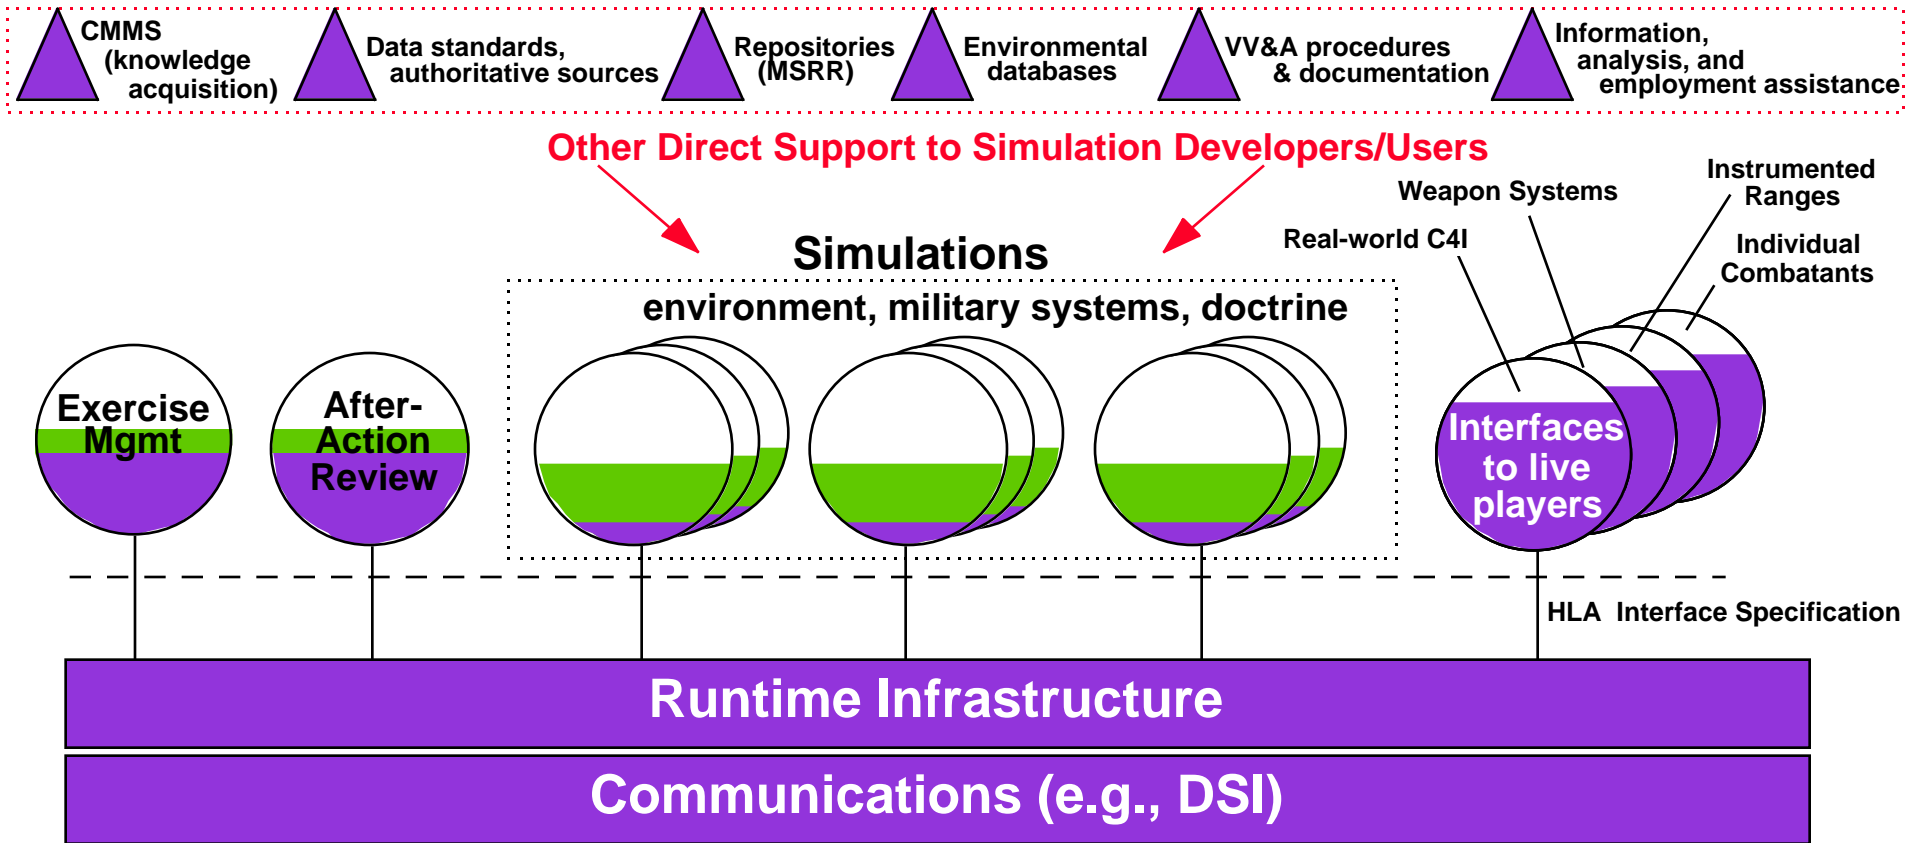 CMMS
(knowledge
acquisition)
Data standards,
authoritative sources
Repositories
(MSRR)
Environmental
databases
VV&A procedures
& documentation
Information,
analysis, and
employment assistance
Other Direct Support to Simulation Developers/Users
Instrumented
Ranges
Weapon Systems
Real-world C4I
Individual
Combatants
Simulations
environment, military systems, doctrine
Exercise
Mgmt
After-
Action
Review
Interfaces
to live
players
HLA Interface Specification
Runtime Infrastructure
Communications (e.g., DSI)